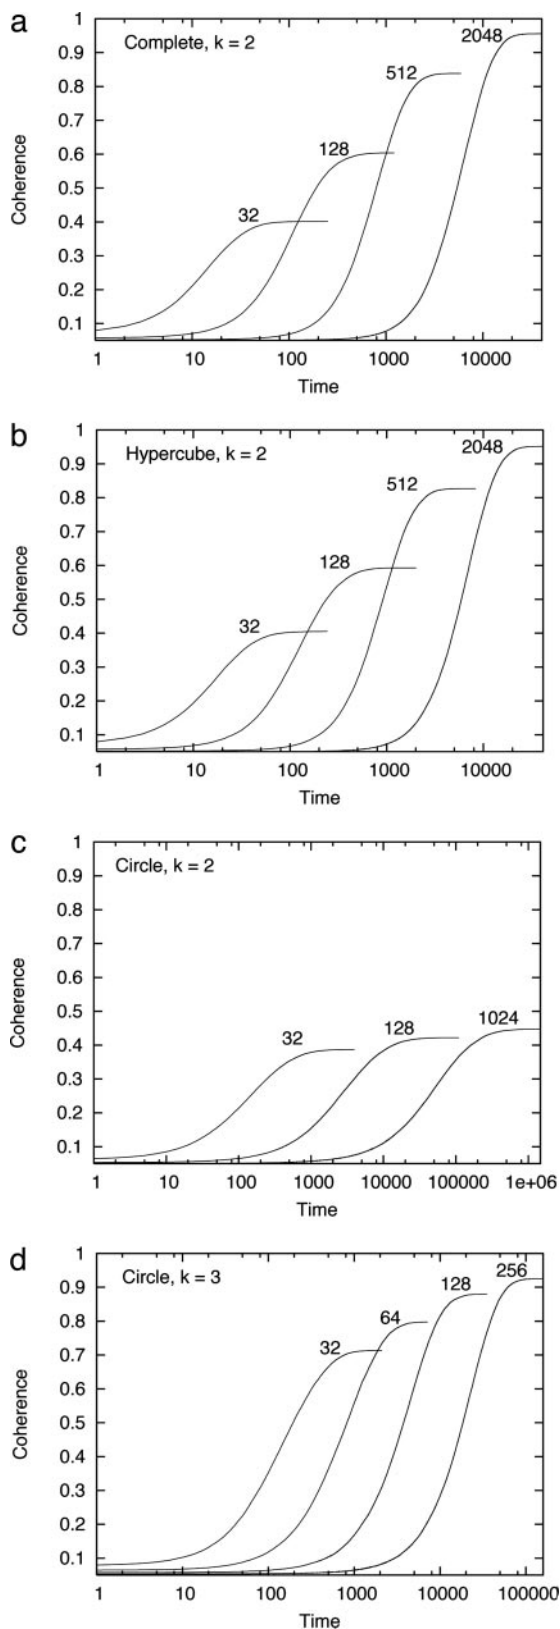 a
Complete, k = 2
1
0.9
0.8
0.7
0.6
0.5
0.4
0.3
0.2
0.1
Coherence
32
128
512
2048
1 10 100 1000 10000
Time
b
Hypercube, k = 2
1
0.9
0.8
0.7
0.6
0.5
0.4
0.3
0.2
0.1
Coherence
32
128
512
2048
1 10 100 1000 10000
Time
c
Circle, k = 2
1
0.9
0.8
0.7
0.6
0.5
0.4
0.3
0.2
0.1
Coherence
32
128
1024
1 10 100 1000 10000 100000 1e+06
Time
d
Circle, k = 3
1
0.9
0.8
0.7
0.6
0.5
0.4
0.3
0.2
0.1
Coherence
32
64
128
256
1 10 100 1000 10000 100000
Time